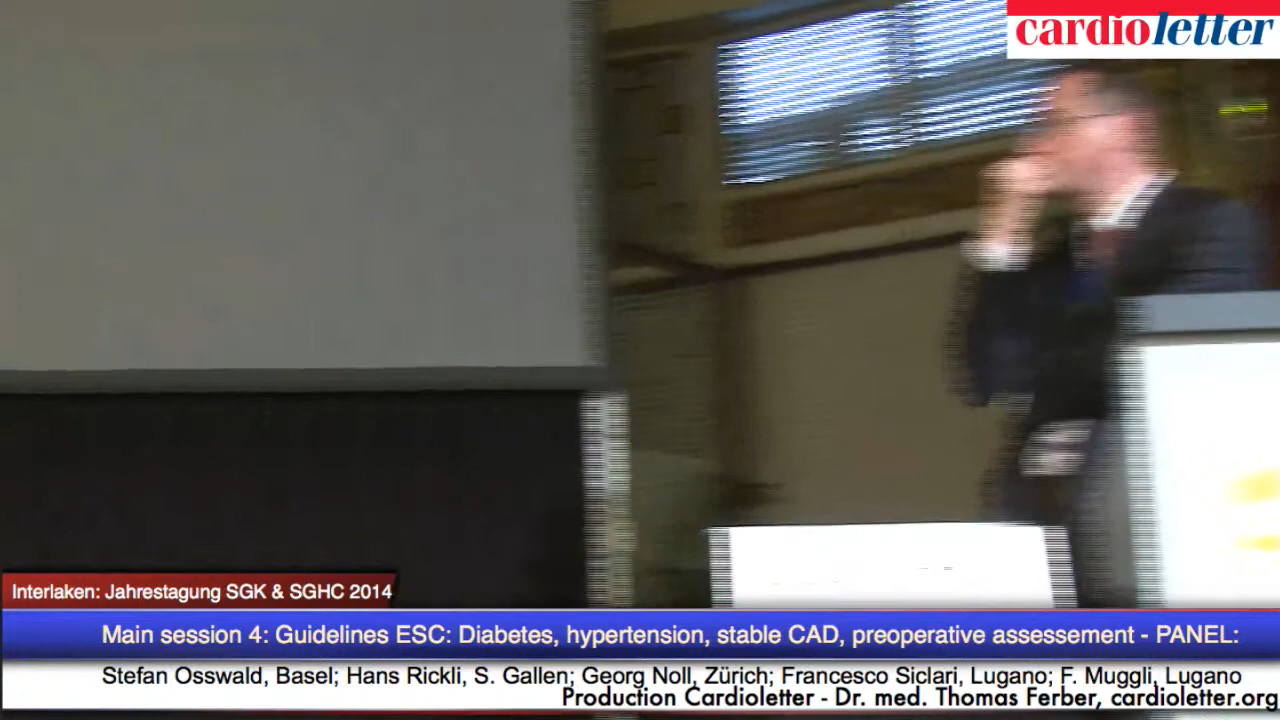 cardioletter
Interlaken: Jahrestagung SGK & SGHC 2014
Main session 4: Guidelines ESC: Diabetes, hypertension, stable CAD, preoperative assessement - PANEL:
Stefan Osswald, Basel; Hans Rickli, S. Gallen; Georg Noll, Zürich; Francesco Siclari, Lugano; F. Muggli, Lugano
Production Cardioletter - Dr. med. Thomas Ferber, cardioletter.org